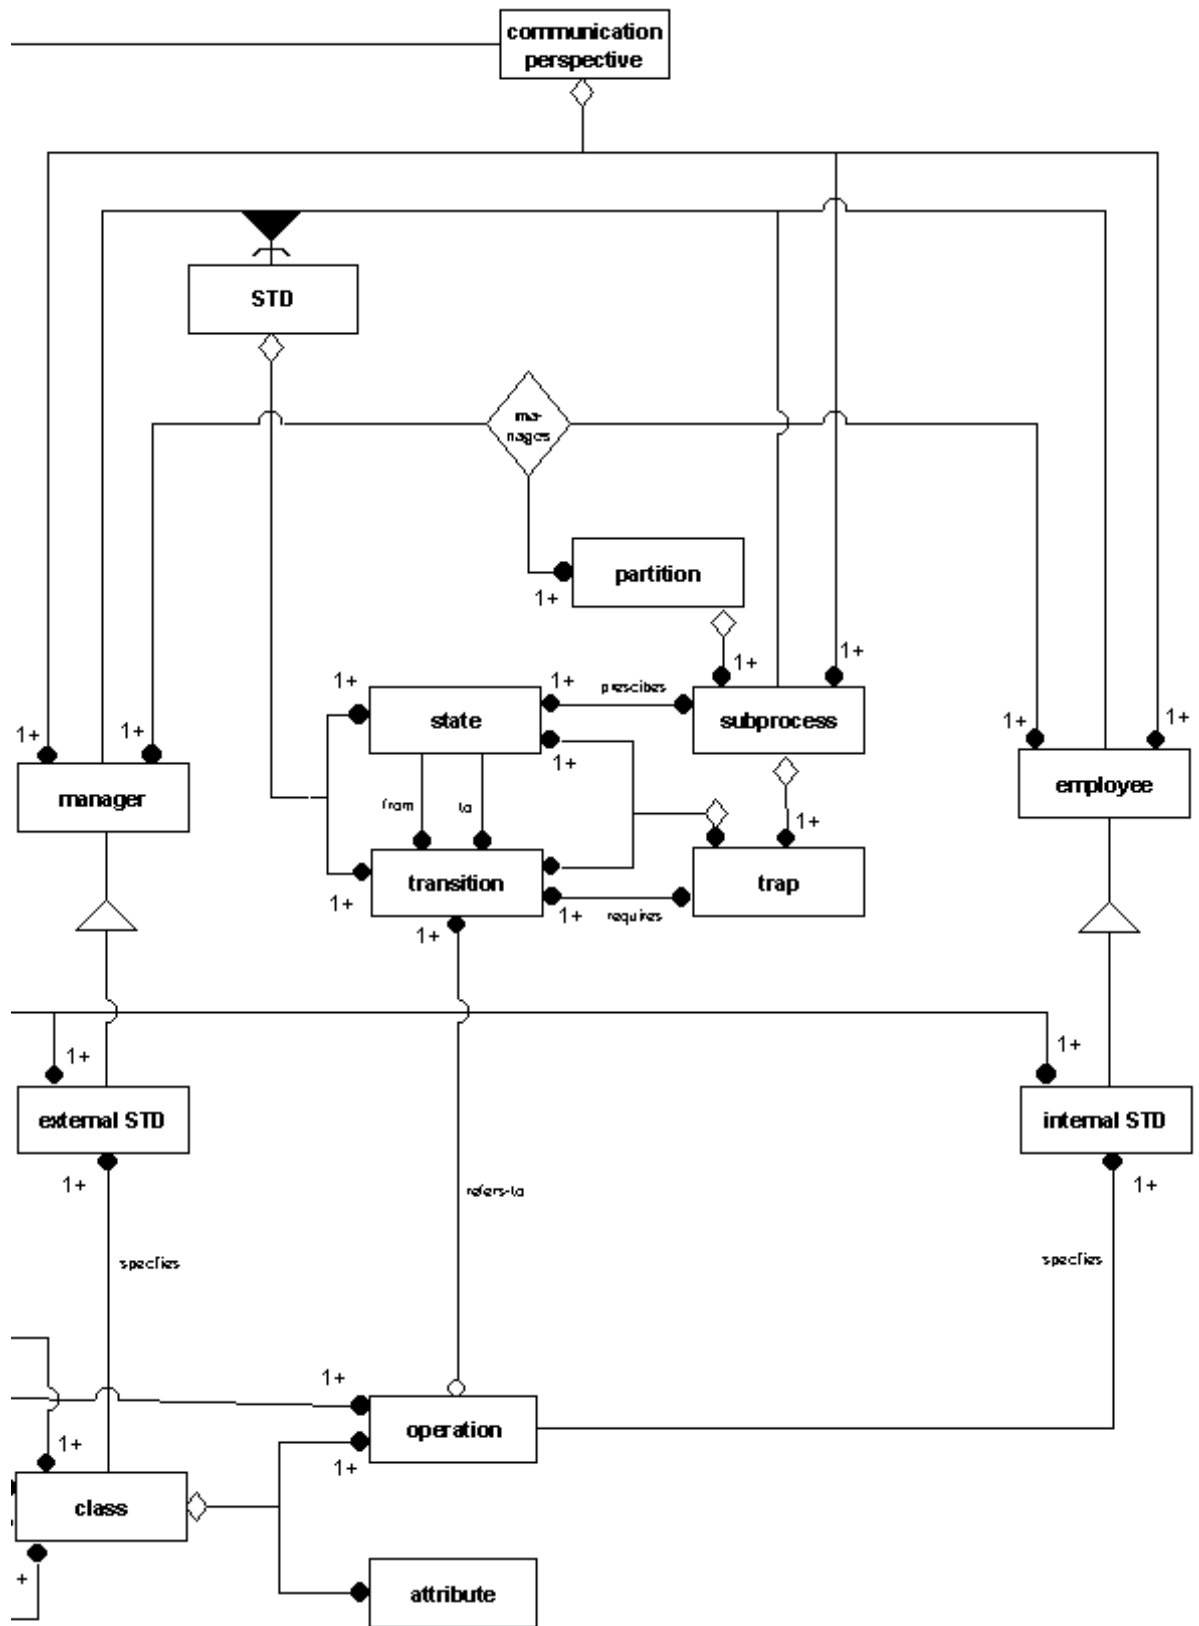 communication
perspective
STD
ma-
nages
partition
1+
1+
1+
1+
1+
prescibes
state
subprocess
1+
1+
1+
1+
1+
manager
employee
from
to
1+
transition
trap
1+
1+
requires
1+
1+
1+
external STD
internal STD
1+
1+
refers-to
specfies
specfies
1+
operation
1+
1+
class
+
attribute